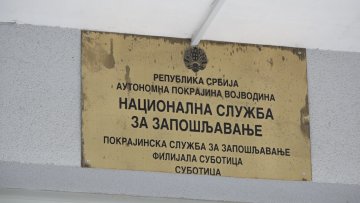 РЕПУБЛИКА СРБИЈА
АУТОНОМНА ПОКРАЈИНА ВОЈВОДИНА
НАЦИОНАЛНА СЛУЖБА
ЗА ЗАПОШЉАВАЊЕ
ПОКРАЈИНСКА СЛУЖБА ЗА ЗАПОШЉАВАЊЕ
ФИЛИЈАЛА СУБОТИЦА
СУБОТИЦА